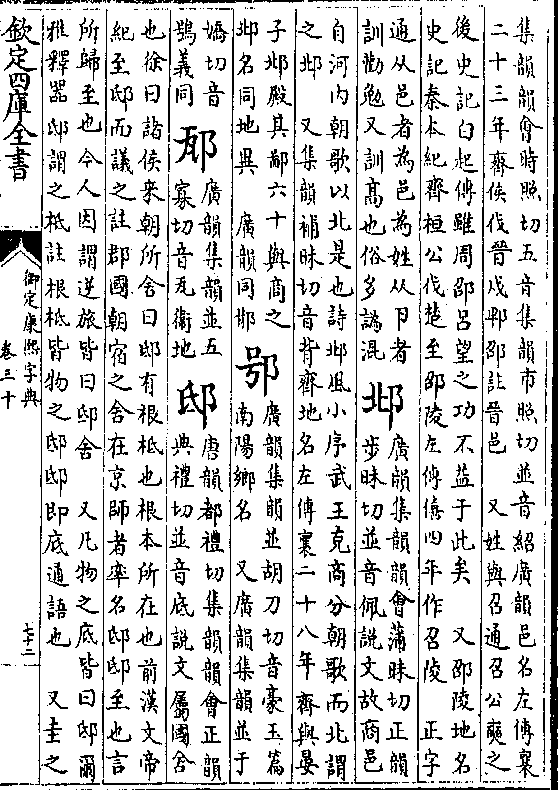 集韻韻會時照切五音集韻市照切並音紹廣韻邑名左傳襄
二十三年齊侯伐晉戍郫邵註晉邑　又姓與召通召公奭之
後史記白起傳雖周邵呂望之功不益于此矣　又邵陵地名
史記秦本紀齊桓公伐楚至邵陵左傳僖四年作召陵　正字
通从邑者為邑為姓从卩者
訓勸勉又訓高也俗多譌混
邶
廣韻集韻韻會蒲昧切正韻
步昧切並音佩說文故商邑
自河内朝歌以北是也詩邶風小序武王克商分朝歌而北謂
之邶　又集韻補昧切音背齊地名左傳襄二十八年齊與晏
子邶殿其鄙六十與商之
邶名同地異　廣韻同
廣韻集韻並胡刀切音豪玉篇
南陽鄉名　又廣韻集韻並于
嬌切音
鴞義同
邷
廣韻集韻並五
寡切音瓦衛地
邸
唐韻都禮切集韻韻會正韻
典禮切並音底說文屬國舍
也徐曰諸侯來朝所舍曰邸有根柢也根本所在也前漢文帝
紀至邸而議之註郡國朝宿之舍在京師者率名邸邸至也言
所歸至也今人因謂逆旅皆曰邸舍　又凡物之底皆曰邸爾
雅釋器邸謂之柢註根柢皆物之邸邸即底通語也　又圭之
欽定四庫全書
御定康熙字典
卷三十
七十二